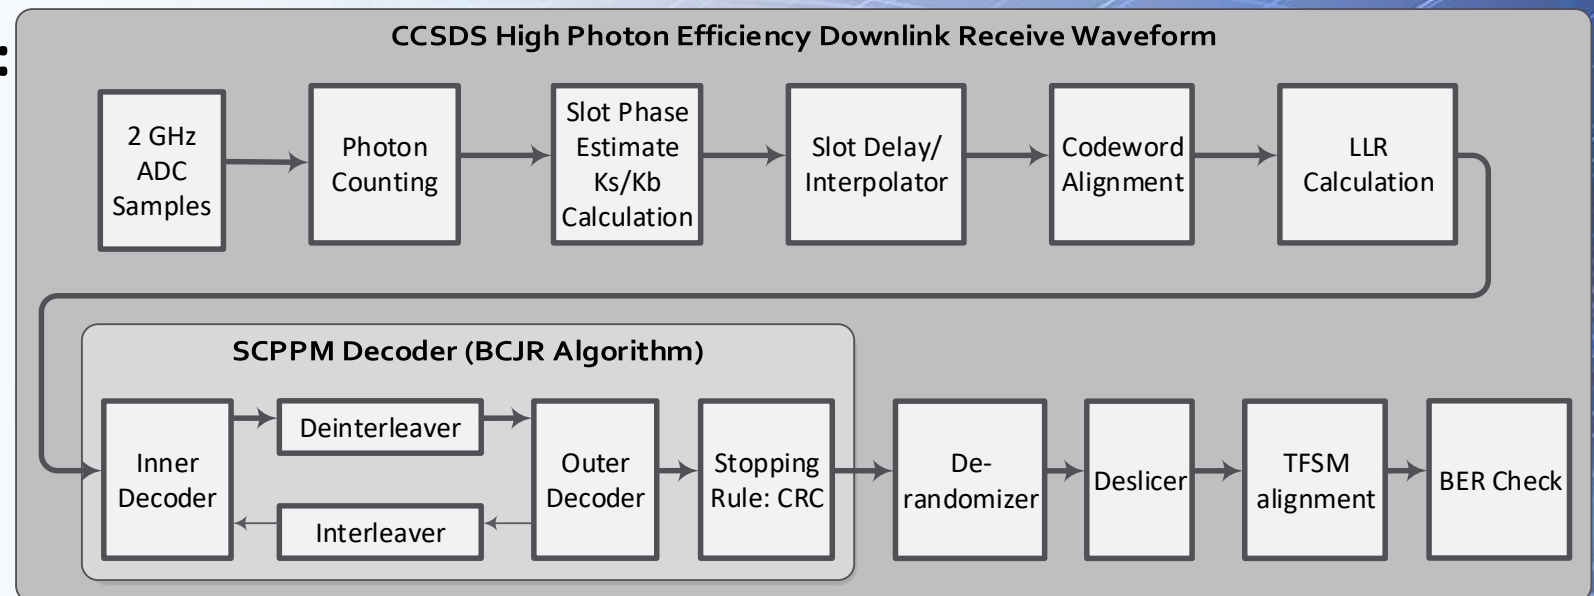 :
CCSDS High Photon Efficiency Downlink Receive Waveform
2 GHz
ADC
Samples
Photon
Counting
Slot Phase
Estimate
Ks/Kb
Calculation
Slot Delay/
Interpolator
Codeword
Alignment
LLR
Calculation
SCPPM Decoder (BCJR Algorithm)
Inner
Decoder
Deinterleaver
Interleaver
Outer
Decoder
Stopping
Rule: CRC
De-
randomizer
Deslicer
TFSM
alignment
BER Check